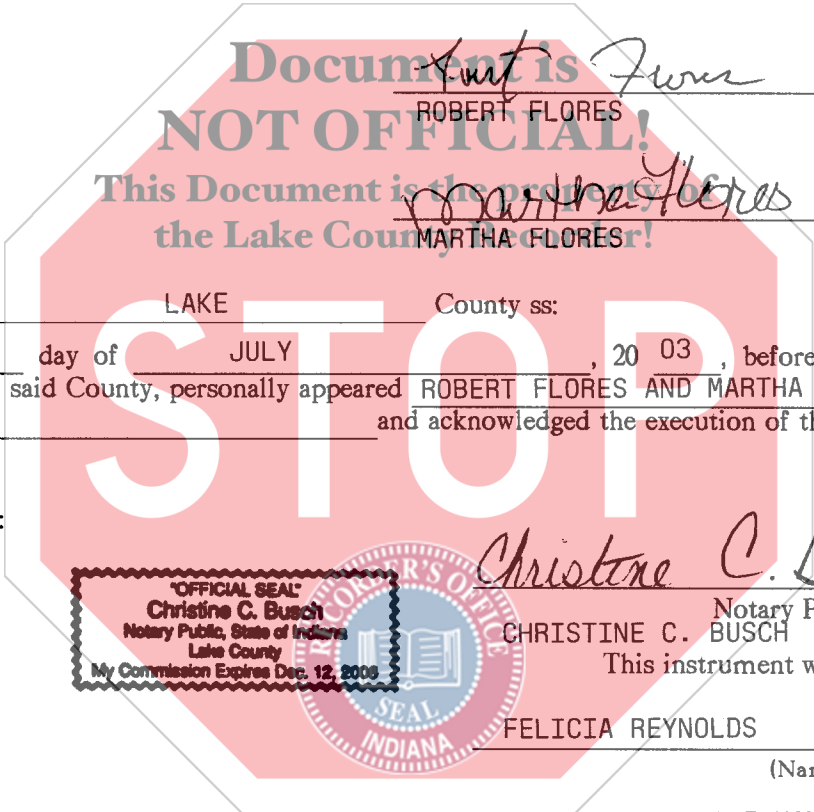 Document is
NOT OFFICIAL!
This Document is the property of
the Lake County Recorder!
Flores
ROBERT FLORES
Martha Flores
MARTHA FLORES
LAKE County ss:
day of JULY , 20 03 , before
said County, personally appeared ROBERT FLORES AND MARTHA
and acknowledged the execution of th
STOP
:
Christine C.
"OFFICIAL SEAL"
Christine C. Busch
Notary Public, State of Indiana
Lake County
My Commission Expires Dec. 12, 2008
RECORDER'S OFFICE
SEAL
INDIANA
Notary P
CHRISTINE C. BUSCH
This instrument w
FELICIA REYNOLDS
(Nar